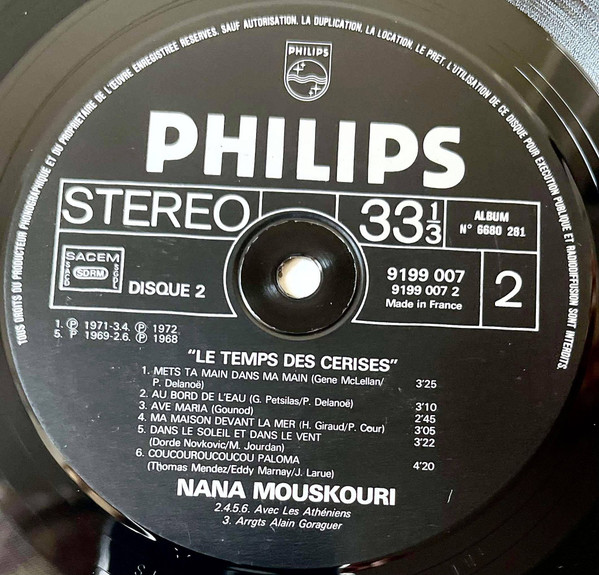 TOUS DROITS DU PRODUCTEUR PHONOGRAPHIQUE ET DU PROPRIETAIRE DE L'ŒUVRE ENREGISTREE RESERVES. SAUF AUTORISATION. LA DUPLICATION. LA LOCATION. LE PRET. L'UTILISATION DE CE DISQUE POUR EXECUTION PUBLIQUE ET RADIODIFFUSION SONT INTERDITS.
PHILIPS
PHILIPS
STEREO
33 1/3
ALBUM
N° 6680 281
SACEM
SACD SDRM SGDL
DISQUE 2
9199 007
9199 007 2
Made in France
2
1. ℗ 1971-3.4. ℗ 1972
5. ℗ 1969-2.6. ℗ 1968
"LE TEMPS DES CERISES"
1. METS TA MAIN DANS MA MAIN (Gene McLellan/
P. Delanoë) 3'25
2. AU BORD DE L'EAU (G. Petsilas/P. Delanoë) 3'10
3. AVE MARIA (Gounod) 2'45
4. MA MAISON DEVANT LA MER (H. Giraud/P. Cour) 3'05
5. DANS LE SOLEIL ET DANS LE VENT 3'22
(Dorde Novkovic/M. Jourdan)
6. COUCOUROUCOUCOU PALOMA
(Thomas Mendez/Eddy Marnay/J. Larue) 4'20
NANA MOUSKOURI
2.4.5.6. Avec Les Athéniens
3. Arrgts Alain Goraguer